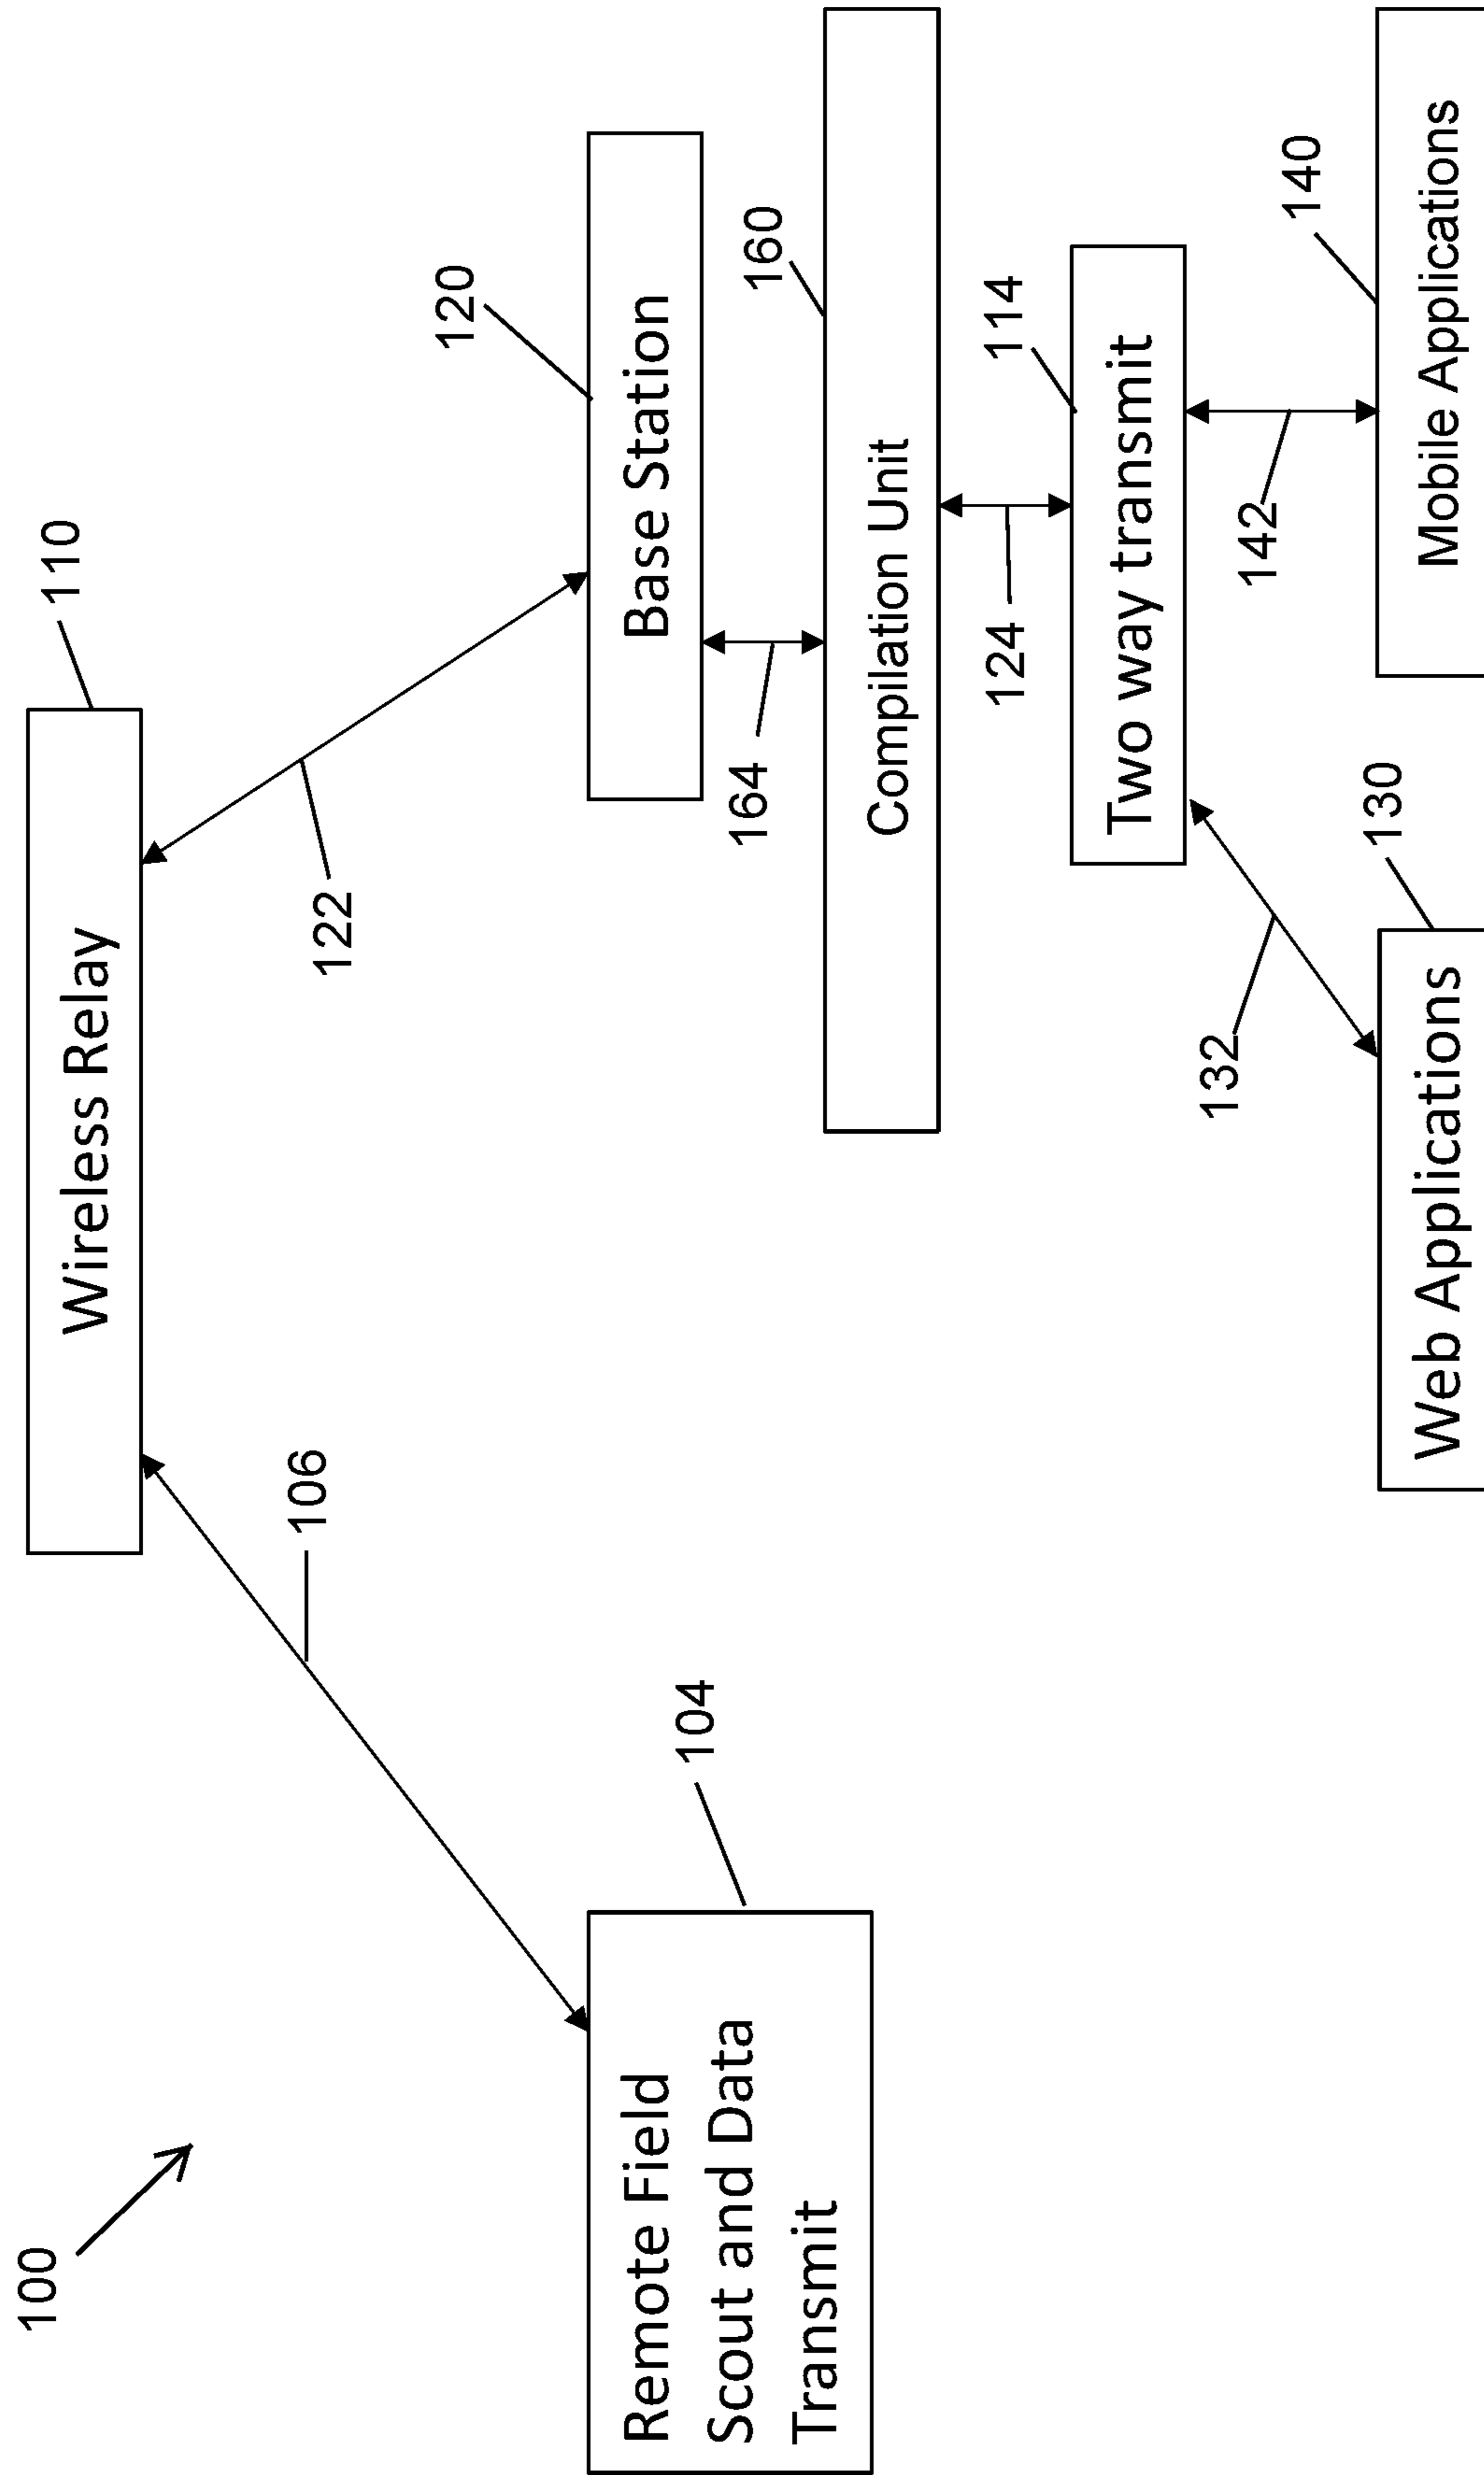 100
Wireless Relay
110
106
122
120
Remote Field
Scout and Data
Transmit
104
Base Station
164
160
Compilation Unit
124
114
Two way transmit
132
142
140
130
Web Applications
Mobile Applications